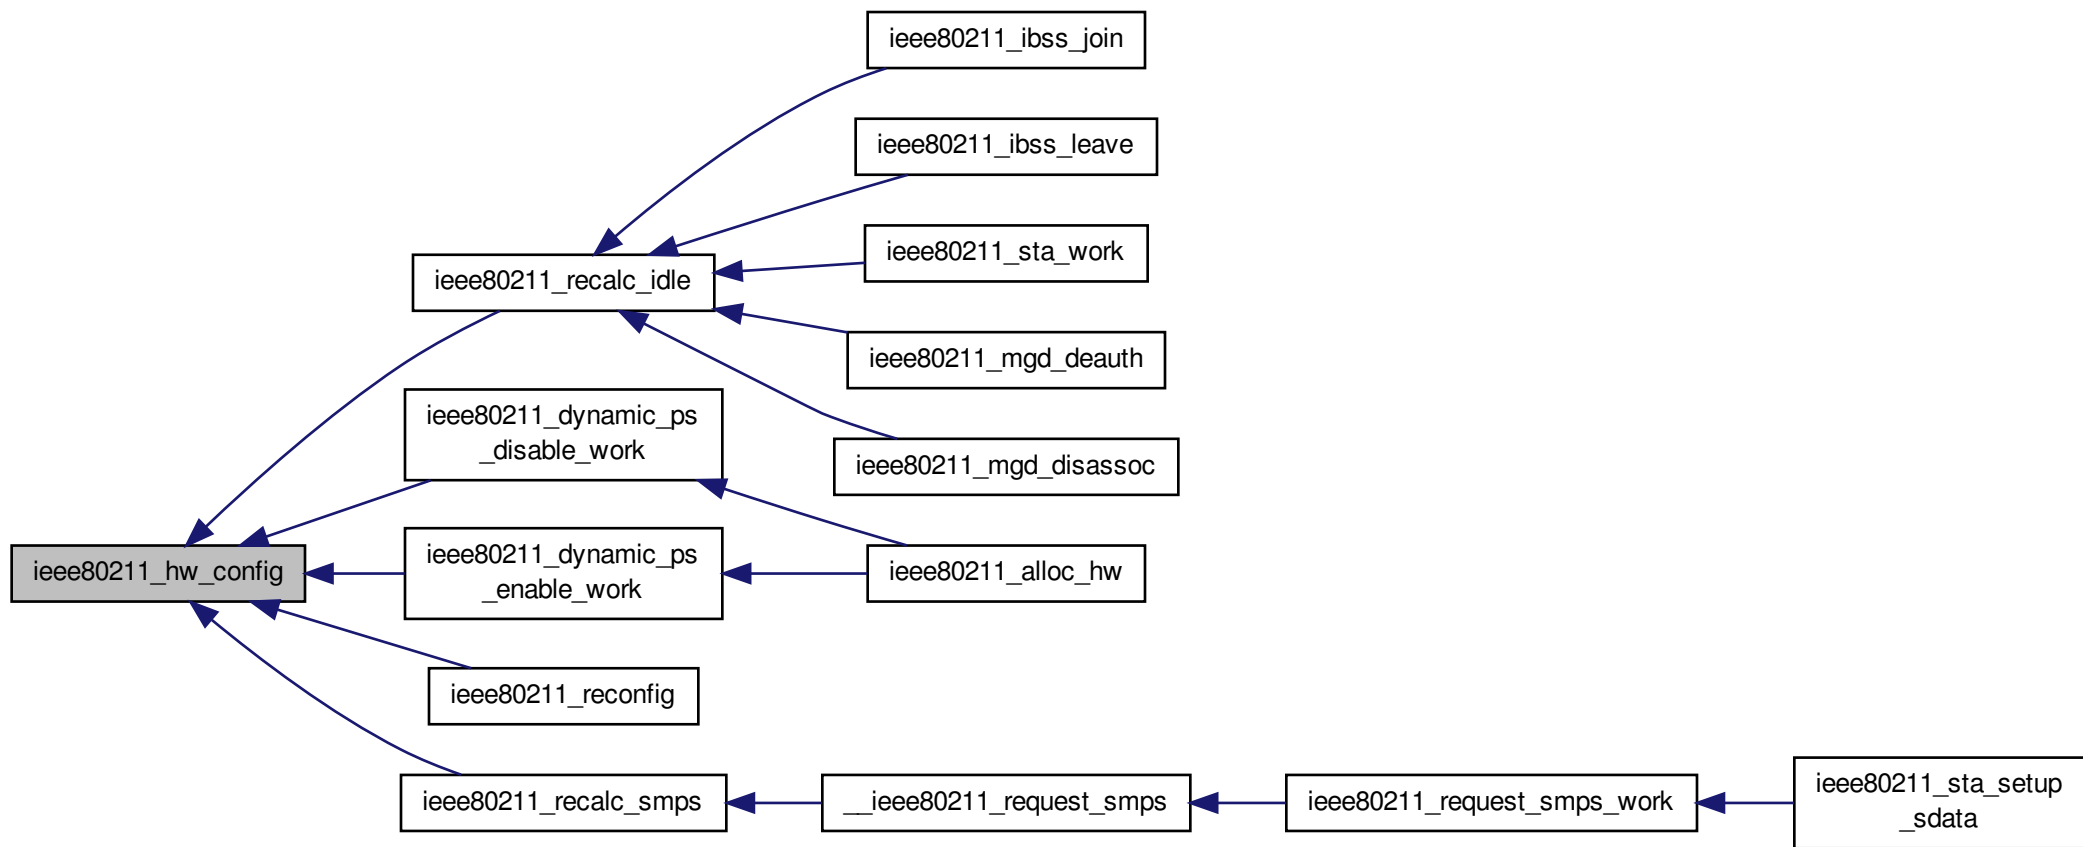 ieee80211_ibss_join
ieee80211_ibss_leave
ieee80211_sta_work
ieee80211_recalc_idle
ieee80211_mgd_deauth
ieee80211_dynamic_ps
_disable_work
ieee80211_mgd_disassoc
ieee80211_hw_config
ieee80211_dynamic_ps
_enable_work
ieee80211_alloc_hw
ieee80211_reconfig
ieee80211_recalc_smps
__ieee80211_request_smps
ieee80211_request_smps_work
ieee80211_sta_setup
_sdata